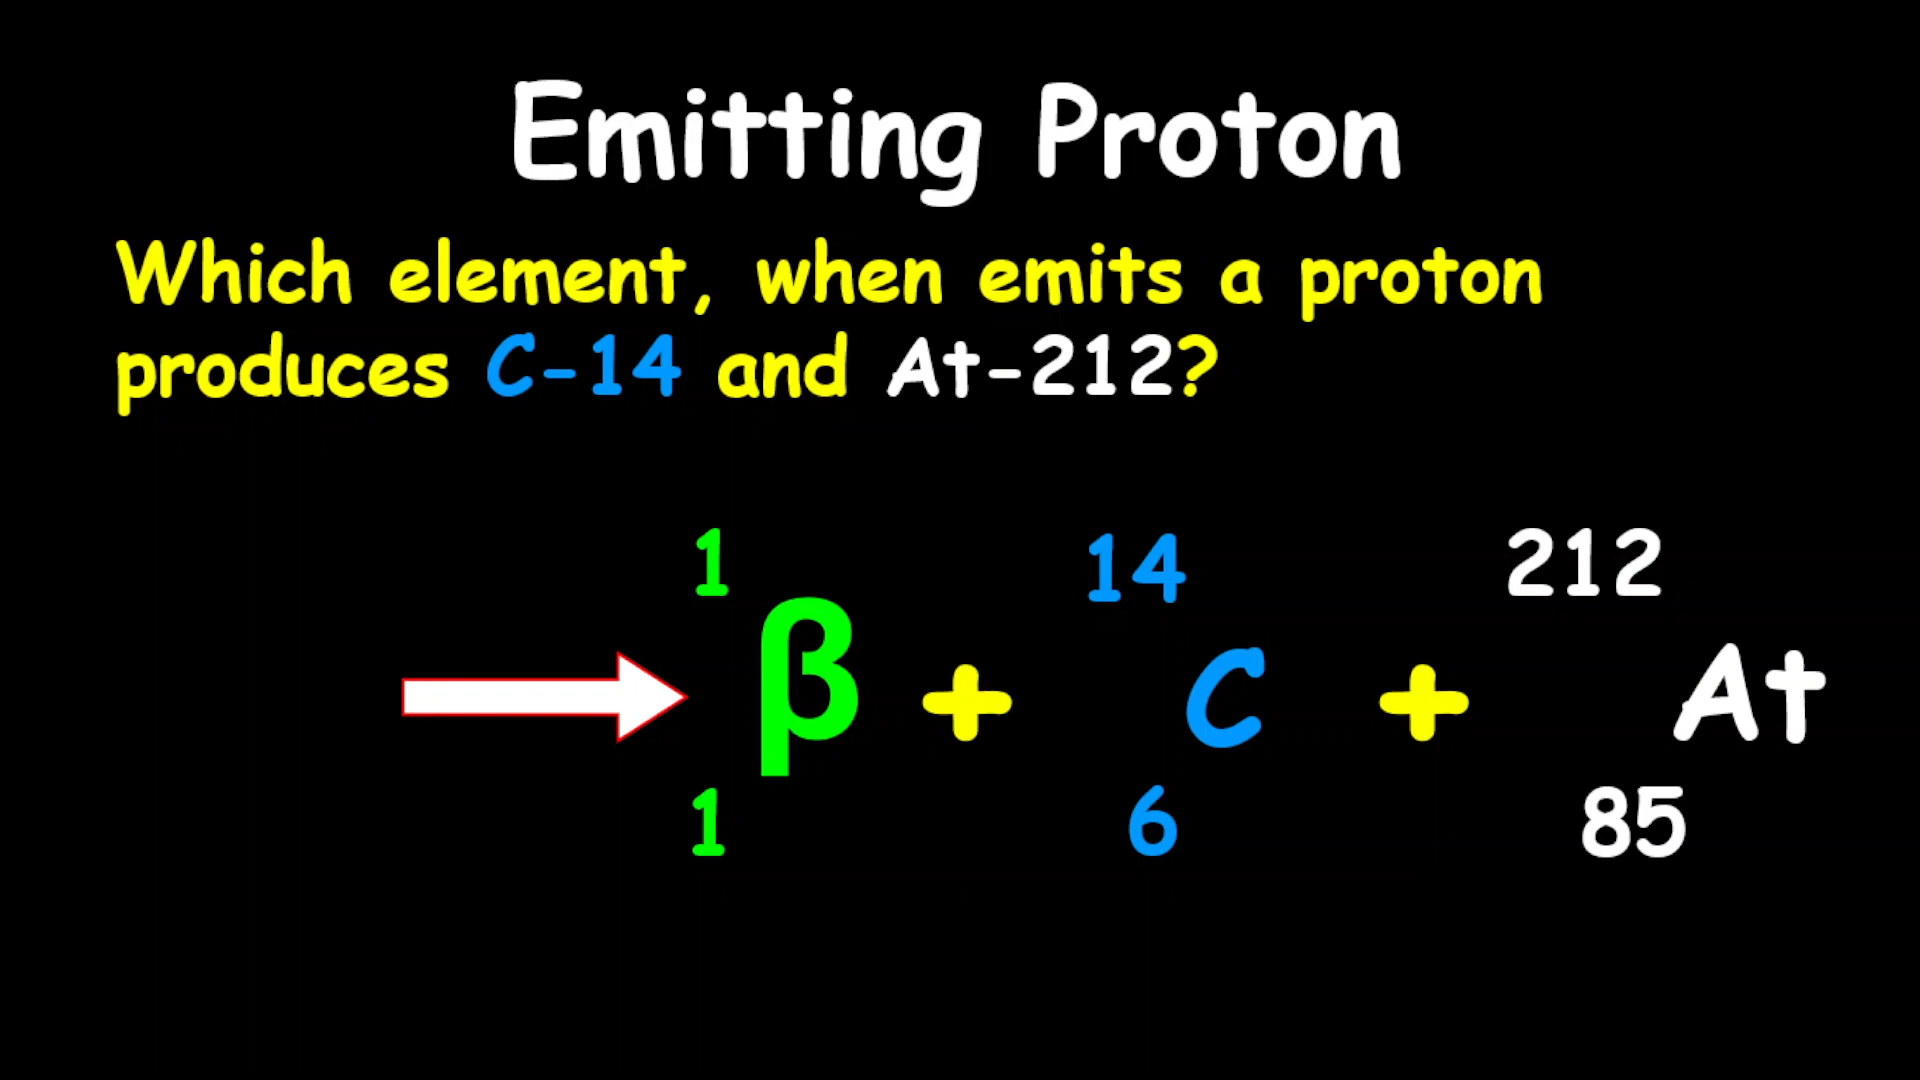 Emitting Proton
Which element, when emits a proton
produces C-14 and At-212?
1 14 212
β + C + At
1 6 85